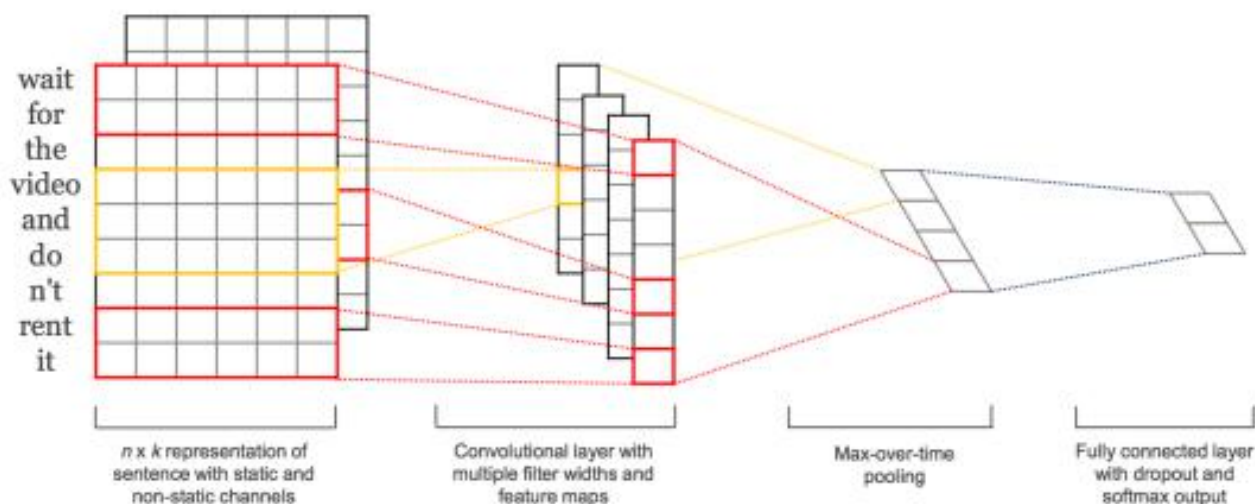 wait
for
the
video
and
do
n't
rent
it
n x k representation of
sentence with static and
non-static channels
Convolutional layer with
multiple filter widths and
feature maps
Max-over-time
pooling
Fully connected layer
with dropout and
softmax output